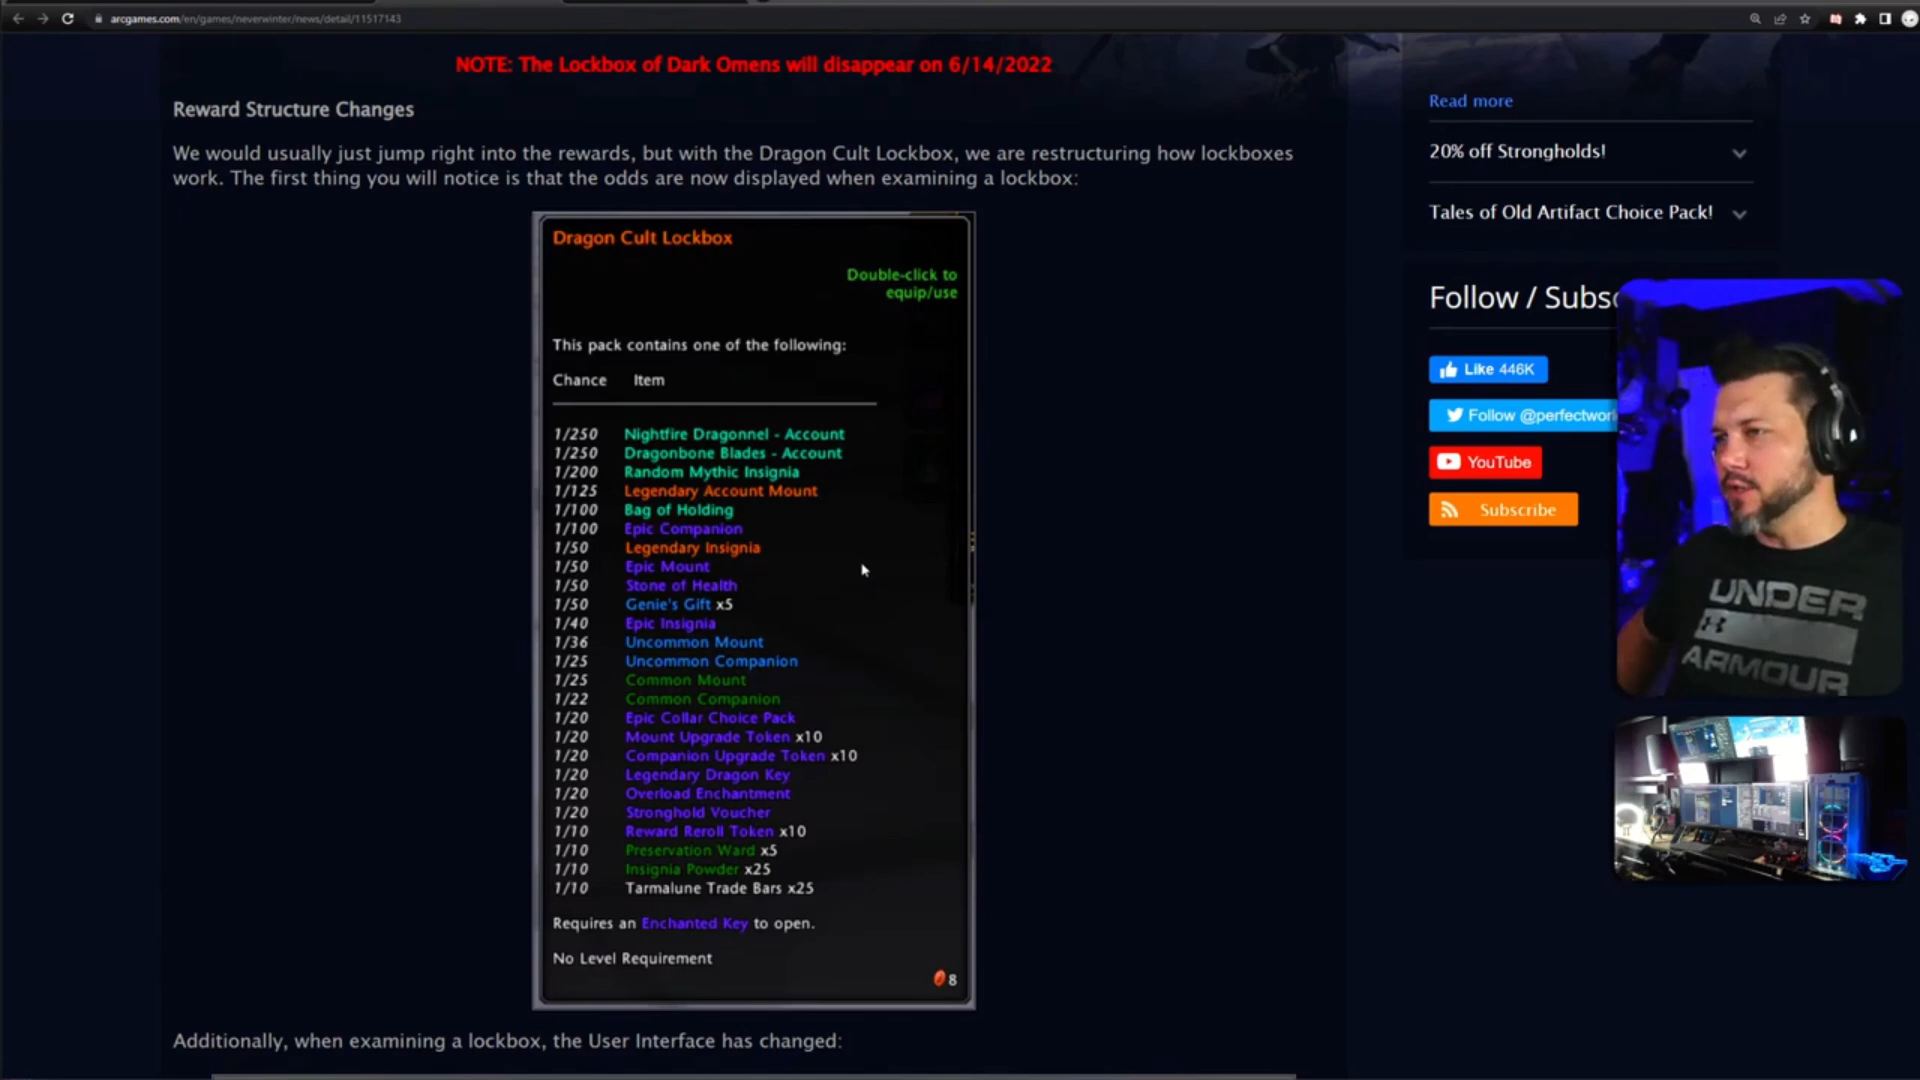 arcgames.com/en/games/neverwinter/news/detail/11517143
NOTE: The Lockbox of Dark Omens will disappear on 6/14/2022
Reward Structure Changes
We would usually just jump right into the rewards, but with the Dragon Cult Lockbox, we are restructuring how lockboxes
work. The first thing you will notice is that the odds are now displayed when examining a lockbox:
Dragon Cult Lockbox
Double-click to
equip/use
This pack contains one of the following:
Chance Item
1/250 Nightfire Dragonnel - Account
1/250 Dragonbone Blades - Account
1/200 Random Mythic Insignia
1/125 Legendary Account Mount
1/100 Bag of Holding
1/100 Epic Companion
1/50 Legendary Insignia
1/50 Epic Mount
1/50 Stone of Health
1/50 Genie's Gift x5
1/40 Epic Insignia
1/36 Uncommon Mount
1/25 Uncommon Companion
1/25 Common Mount
1/22 Common Companion
1/20 Epic Collar Choice Pack
1/20 Mount Upgrade Token x10
1/20 Companion Upgrade Token x10
1/20 Legendary Dragon Key
1/20 Overload Enchantment
1/20 Stronghold Voucher
1/10 Reward Reroll Token x10
1/10 Preservation Ward x5
1/10 Insignia Powder x25
1/10 Tarmalune Trade Bars x25
Requires an Enchanted Key to open.
No Level Requirement
8
Additionally, when examining a lockbox, the User Interface has changed:
Read more
20% off Strongholds!
Tales of Old Artifact Choice Pack!
Follow / Subsc
Like 446K
Follow @perfectworl
YouTube
Subscribe
UNDER
ARMOUR